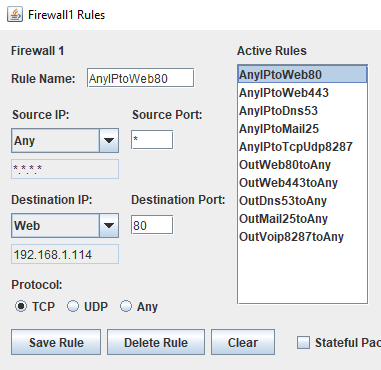 Firewall1 Rules
Firewall 1
Rule Name: AnyIPtoWeb80
Source IP: Source Port:
Any *
*.*.*.*
Destination IP: Destination Port:
Web 80
192.168.1.114
Protocol:
TCP UDP Any
Save Rule Delete Rule Clear
Active Rules
AnyIPtoWeb80
AnyIPtoWeb443
AnyIPtoDns53
AnyIPtoMail25
AnyIPtoTcpUdp8287
OutWeb80toAny
OutWeb443toAny
OutDns53toAny
OutMail25toAny
OutVoip8287toAny
Stateful Pac